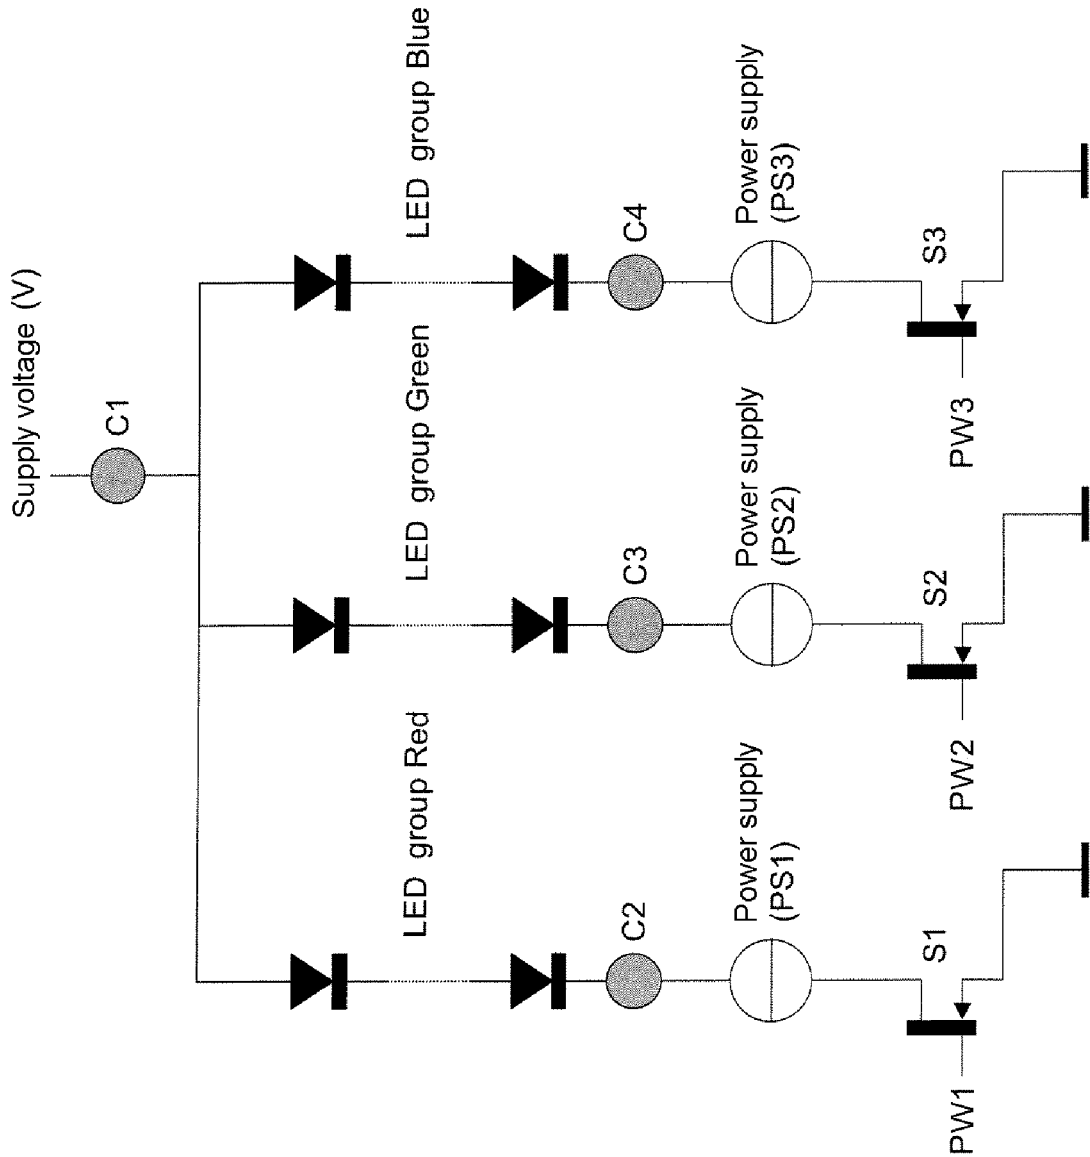 Supply voltage (V)
C1
LED group Red
LED group Green
LED group Blue
C2
C3
C4
Power supply
(PS1)
Power supply
(PS2)
Power supply
(PS3)
S1
S2
S3
PW1
PW2
PW3